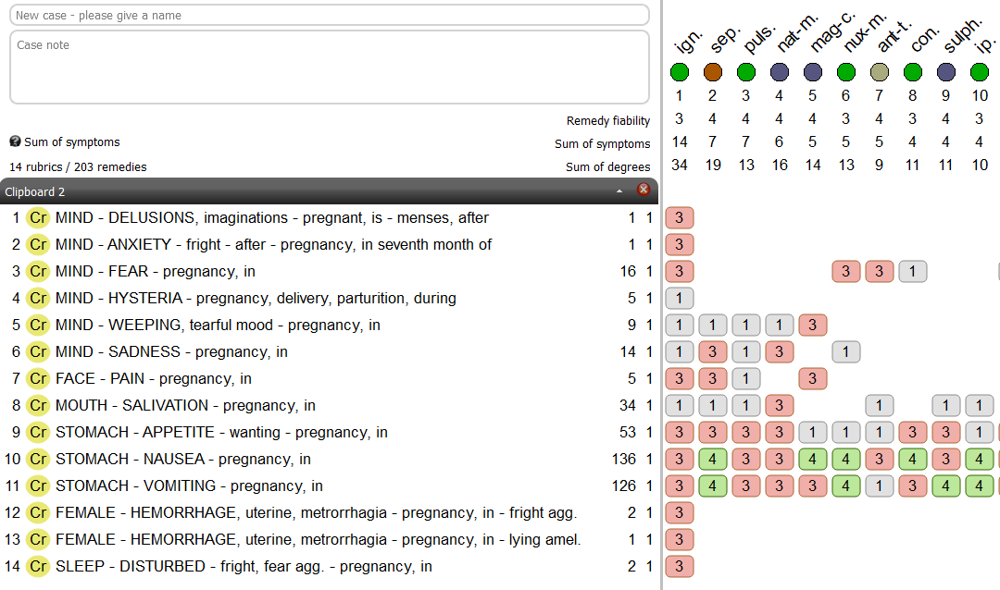 New case - please give a name
Case note
ign. sep. puls. nat-m. mag-c. nux-m. ant-t. con. sulph. ip.
1 2 3 4 5 6 7 8 9 10
Remedy fiability 3 4 4 4 4 3 4 3 4 3
Sum of symptoms Sum of symptoms 14 7 7 6 5 5 5 4 4 4
14 rubrics / 203 remedies Sum of degrees 34 19 13 16 14 13 9 11 11 10
Clipboard 2
1 Cr MIND - DELUSIONS, imaginations - pregnant, is - menses, after 1 1 3
2 Cr MIND - ANXIETY - fright - after - pregnancy, in seventh month of 1 1 3
3 Cr MIND - FEAR - pregnancy, in 16 1 3 3 3 1
4 Cr MIND - HYSTERIA - pregnancy, delivery, parturition, during 5 1 1
5 Cr MIND - WEEPING, tearful mood - pregnancy, in 9 1 1 1 1 1 3
6 Cr MIND - SADNESS - pregnancy, in 14 1 1 3 1 3 1
7 Cr FACE - PAIN - pregnancy, in 5 1 3 3 1 3
8 Cr MOUTH - SALIVATION - pregnancy, in 34 1 1 1 1 3 1 1 1
9 Cr STOMACH - APPETITE - wanting - pregnancy, in 53 1 3 3 3 3 1 1 1 3 3 1
10 Cr STOMACH - NAUSEA - pregnancy, in 136 1 3 4 3 3 4 4 3 4 3 4
11 Cr STOMACH - VOMITING - pregnancy, in 126 1 3 4 3 3 3 4 1 3 4 4
12 Cr FEMALE - HEMORRHAGE, uterine, metrorrhagia - pregnancy, in - fright agg. 2 1 3
13 Cr FEMALE - HEMORRHAGE, uterine, metrorrhagia - pregnancy, in - lying amel. 1 1 3
14 Cr SLEEP - DISTURBED - fright, fear agg. - pregnancy, in 2 1 3